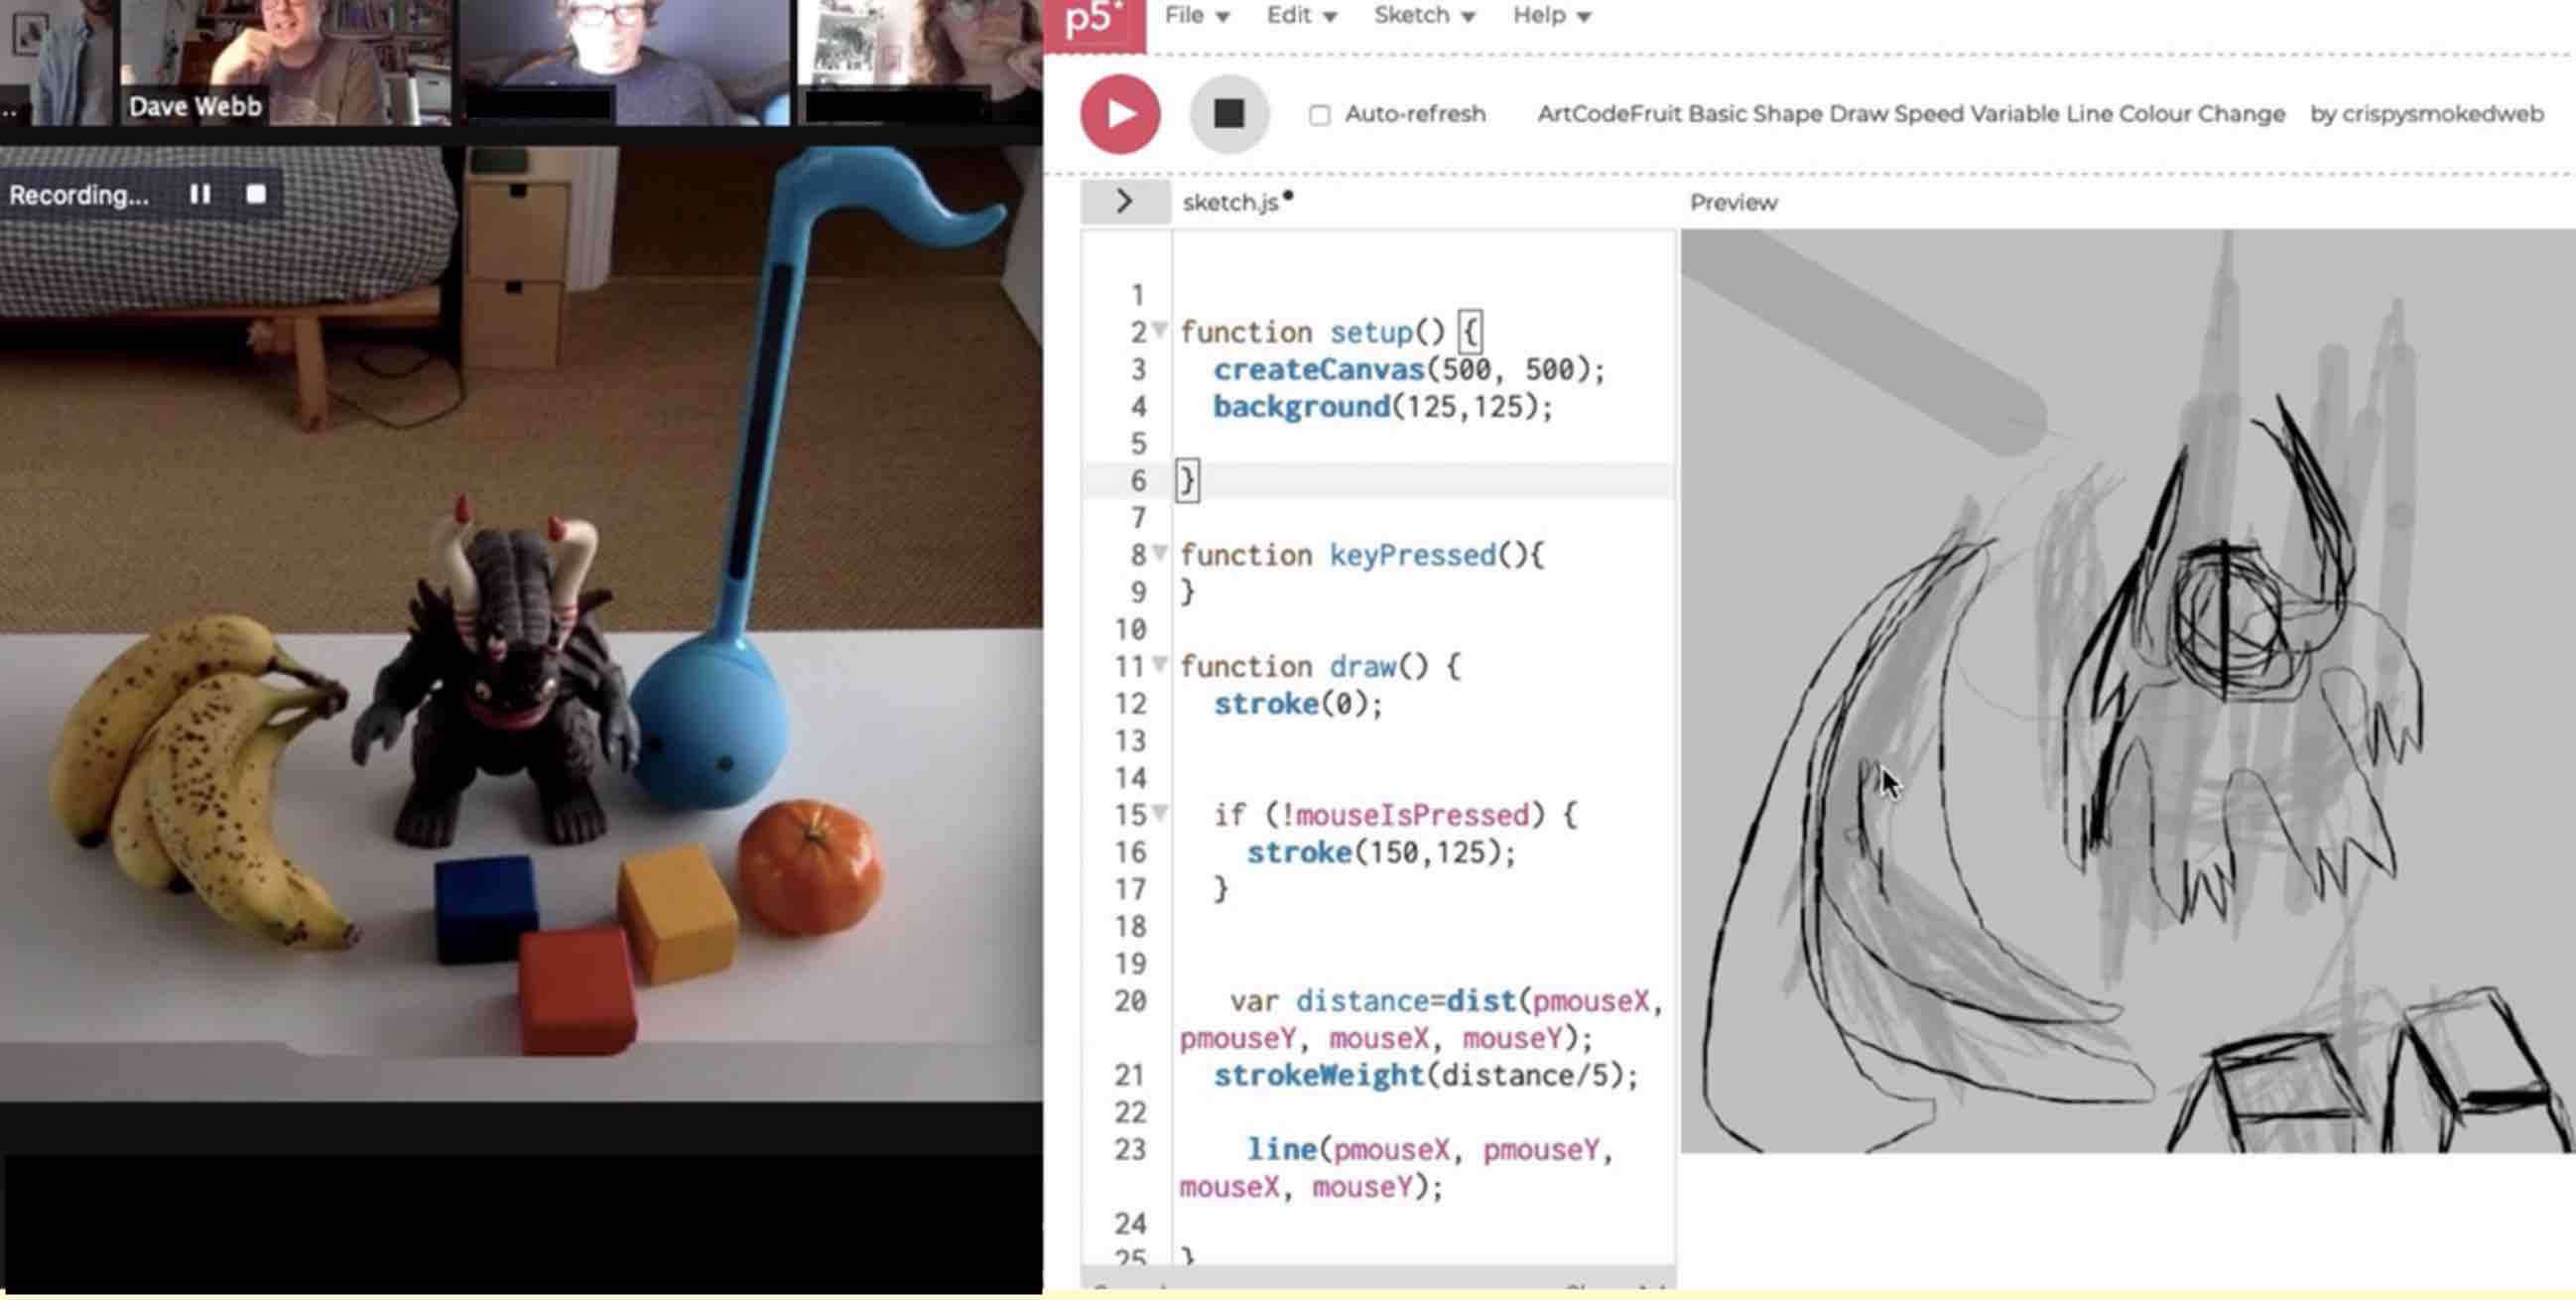 ..
Dave Webb
Recording...
p5*
File Edit Sketch Help
Auto-refresh
ArtCodeFruit Basic Shape Draw Speed Variable Line Colour Change by crispysmokedweb
sketch.js
Preview
1
2 function setup() {
3 createCanvas(500, 500);
4 background(125,125);
5
6 }
7
8 function keyPressed(){
9 }
10
11 function draw() {
12 stroke(0);
13
14
15 if (!mouseIsPressed) {
16 stroke(150,125);
17 }
18
19
20 var distance=dist(pmouseX,
pmouseY, mouseX, mouseY);
21 strokeWeight(distance/5);
22
23 line(pmouseX, pmouseY,
mouseX, mouseY);
24
25 }